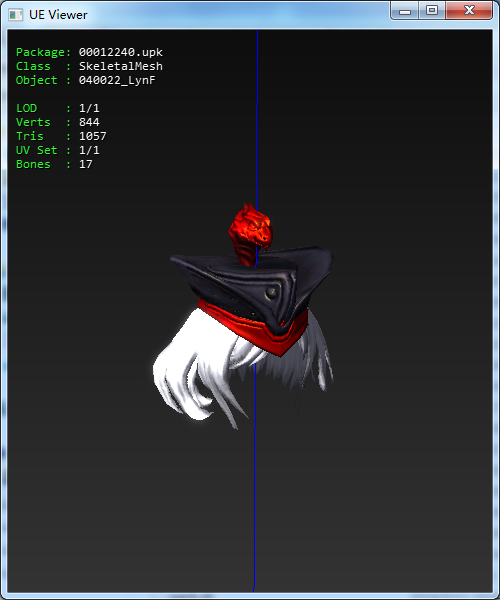 UE Viewer
Package: 00012240.upk
Class  : SkeletalMesh
Object : 040022_LynF
LOD    : 1/1
Verts  : 844
Tris   : 1057
UV Set : 1/1
Bones  : 17